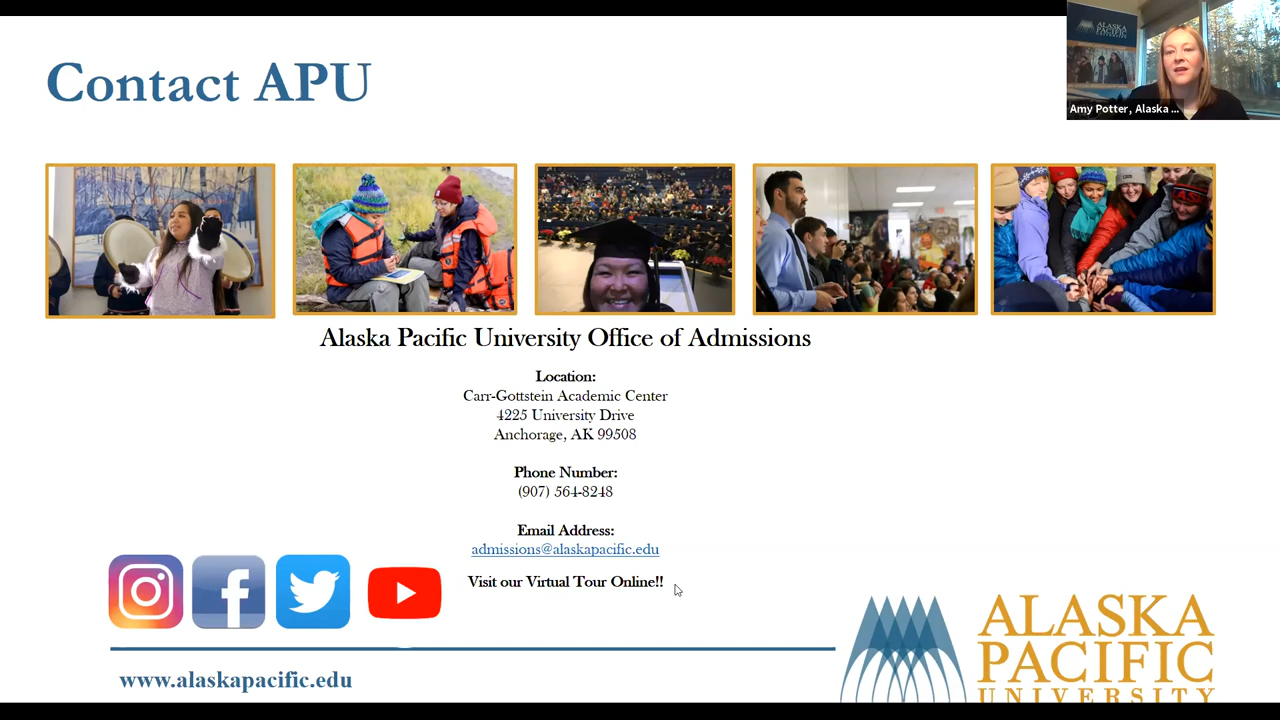 Contact APU
ALASKA
PACIFIC
Amy Potter, Alaska ...
Alaska Pacific University Office of Admissions
Location:
Carr-Gottstein Academic Center
4225 University Drive
Anchorage, AK 99508
Phone Number:
(907) 564-8248
Email Address:
admissions@alaskapacific.edu
Visit our Virtual Tour Online!!
www.alaskapacific.edu
ALASKA
PACIFIC
UNIVERSITY